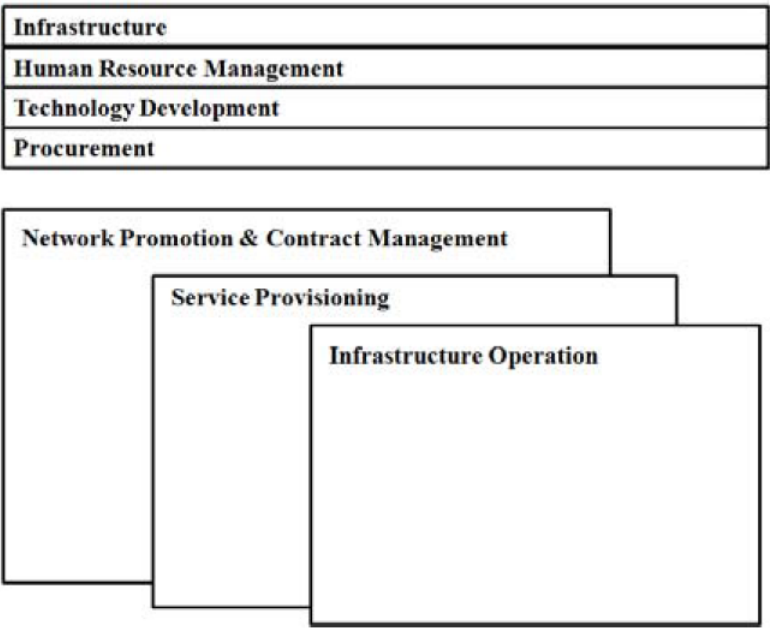 Infrastructure
Human Resource Management
Technology Development
Procurement
Network Promotion & Contract Management
Service Provisioning
Infrastructure Operation